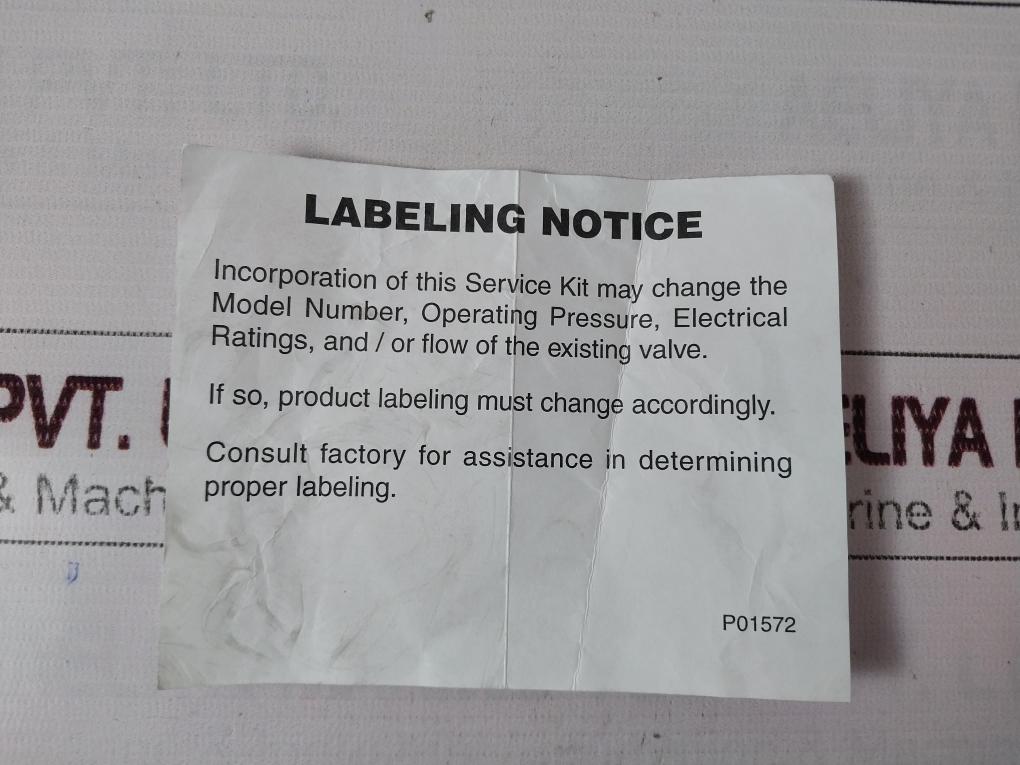 LABELING NOTICE
Incorporation of this Service Kit may change the
Model Number, Operating Pressure, Electrical
Ratings, and / or flow of the existing valve.
If so, product labeling must change accordingly.
Consult factory for assistance in determining
proper labeling.
P01572
PVT.
ELIYA
& Mach
rine & In